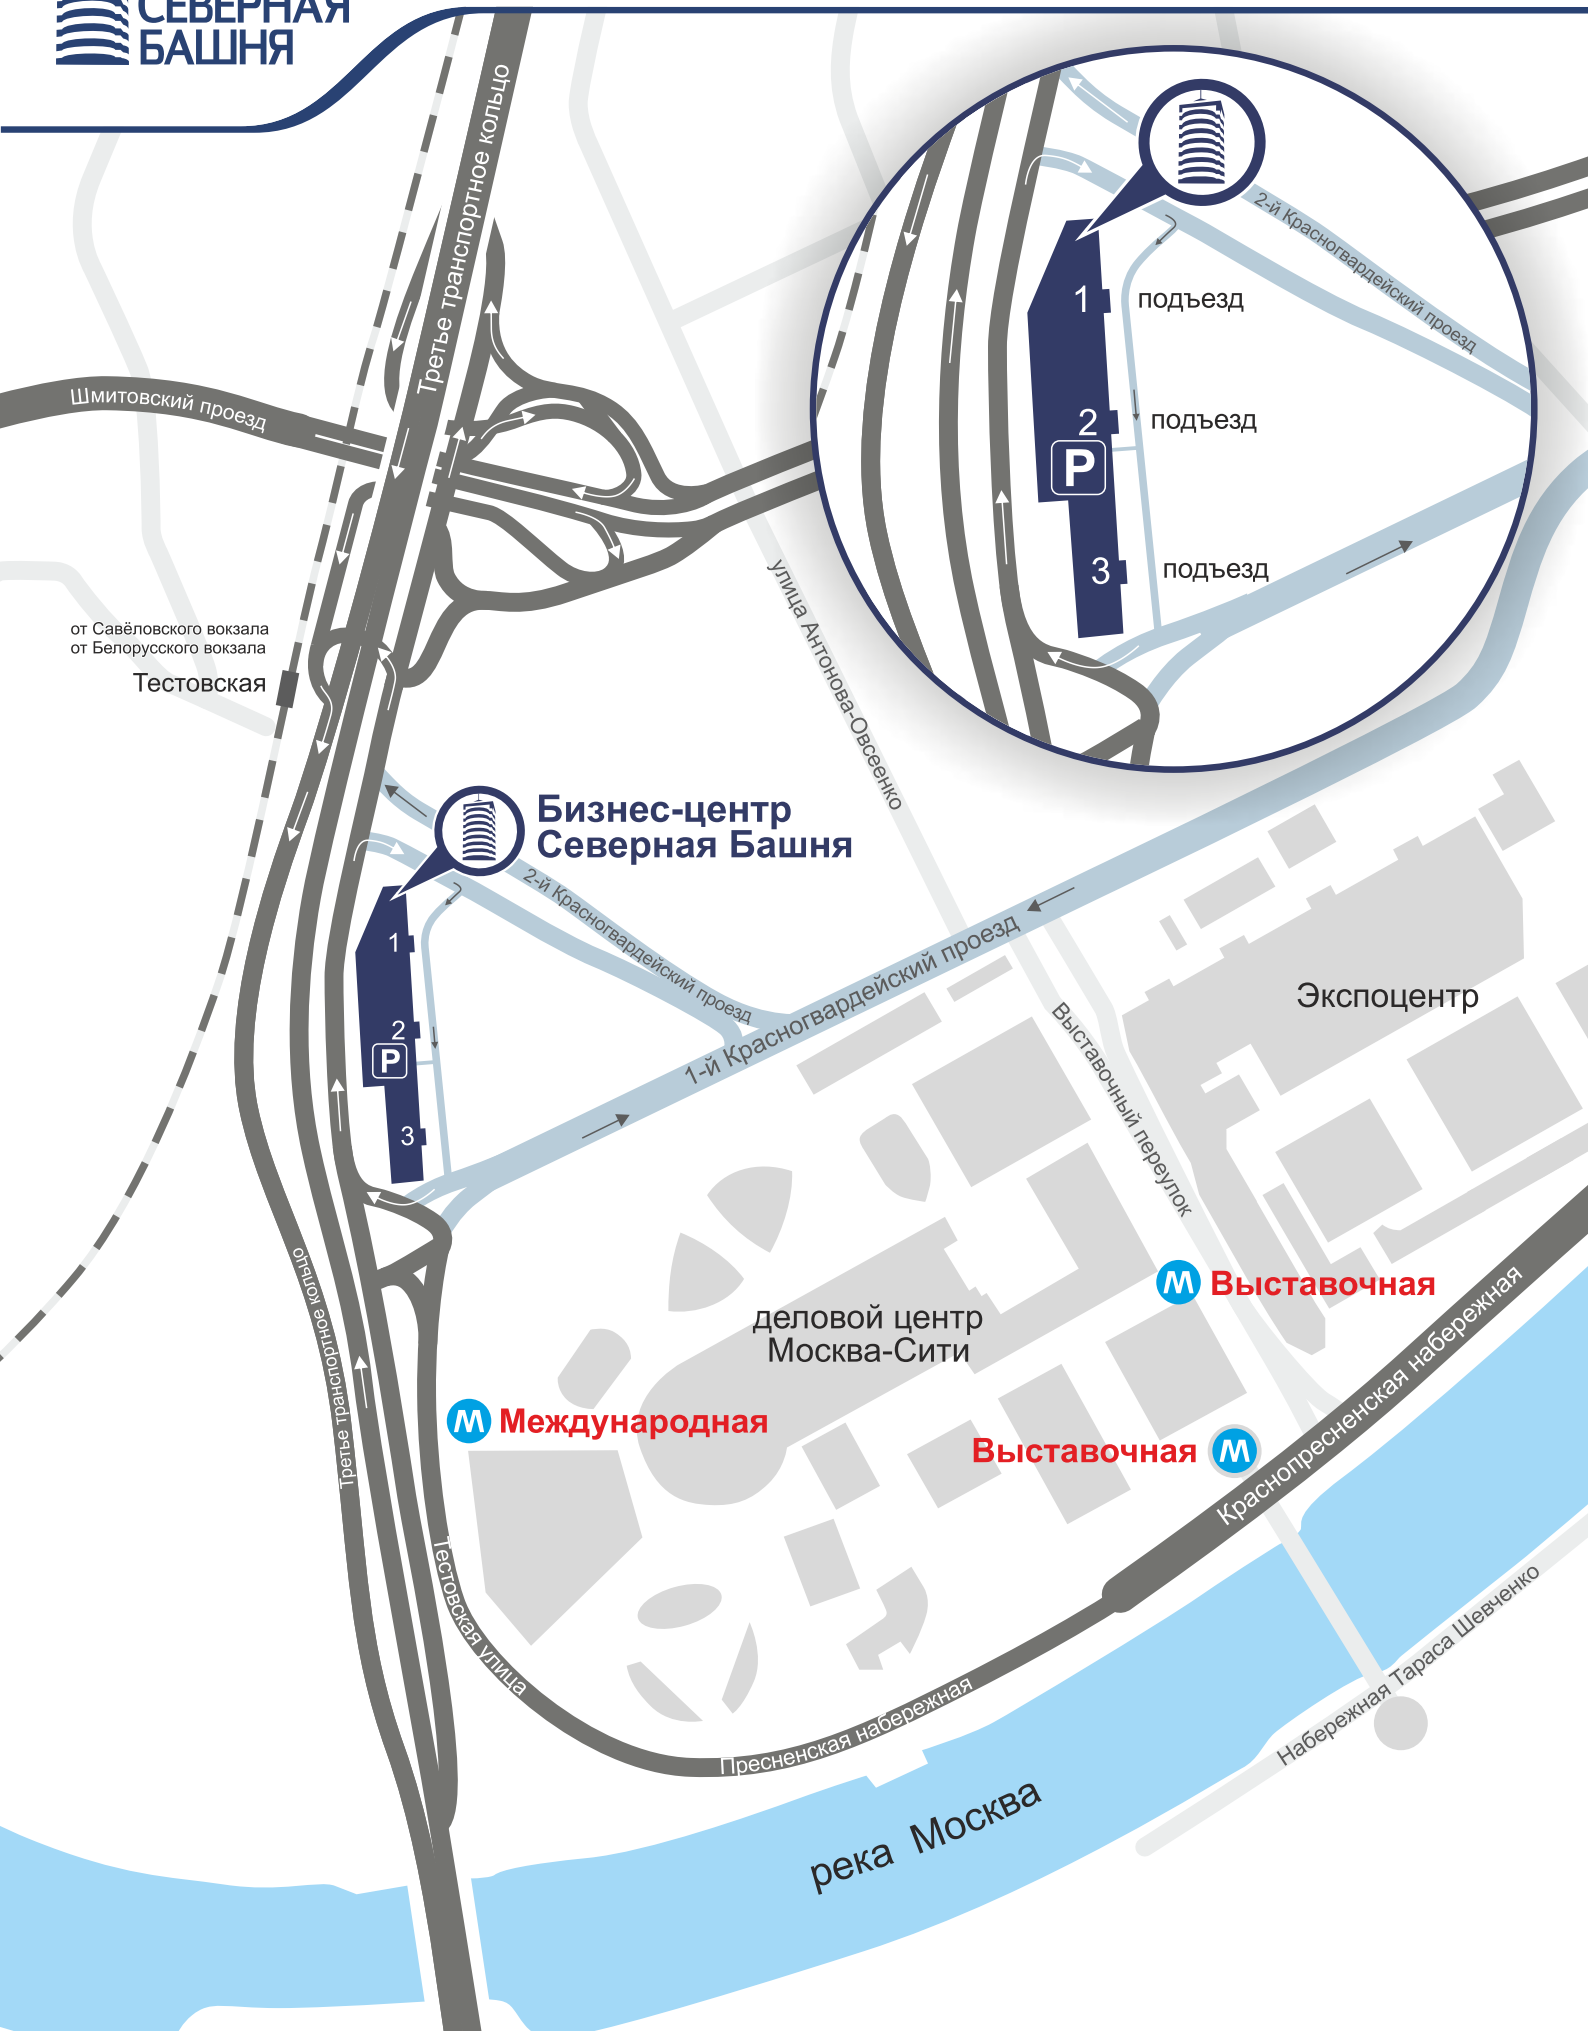 СЕВЕРНАЯ
БАШНЯ
Третье транспортное кольцо
Шмитовский проезд
2-й Красногвардейский проезд
1
подъезд
2
подъезд
P
3
подъезд
улица Антонова-Овсеенко
от Савёловского вокзала
от Белорусского вокзала
Тестовская
Бизнес-центр
Северная Башня
2-й Красногвардейский проезд
1
2
P
3
1-й Красногвардейский проезд
Экспоцентр
Выставочный переулок
Третье транспортное кольцо
М Выставочная
деловой центр
Москва-Сити
М Международная
Выставочная М
Краснопресненская набережная
Тестовская улица
Пресненская набережная
Набережная Тараса Шевченко
река Москва